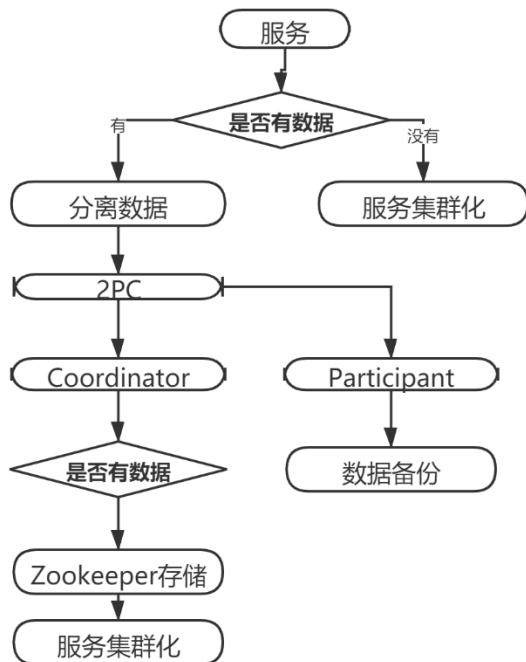 服务
是否有数据
有
没有
分离数据
服务集群化
2PC
Coordinator
Participant
是否有数据
数据备份
Zookeeper存储
服务集群化